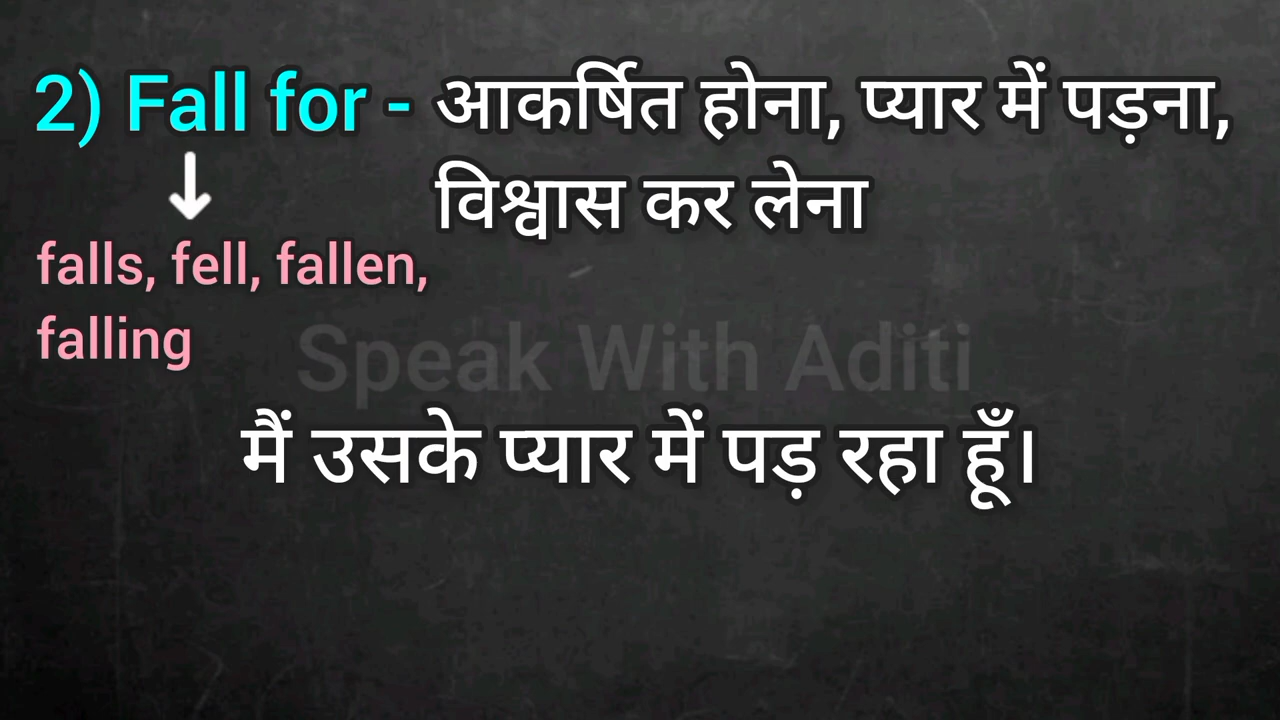 2) Fall for - आकर्षित होना, प्यार में पड़ना,
विश्वास कर लेना
falls, fell, fallen,
falling
Speak With Aditi
मैं उसके प्यार में पड़ रहा हूँ।